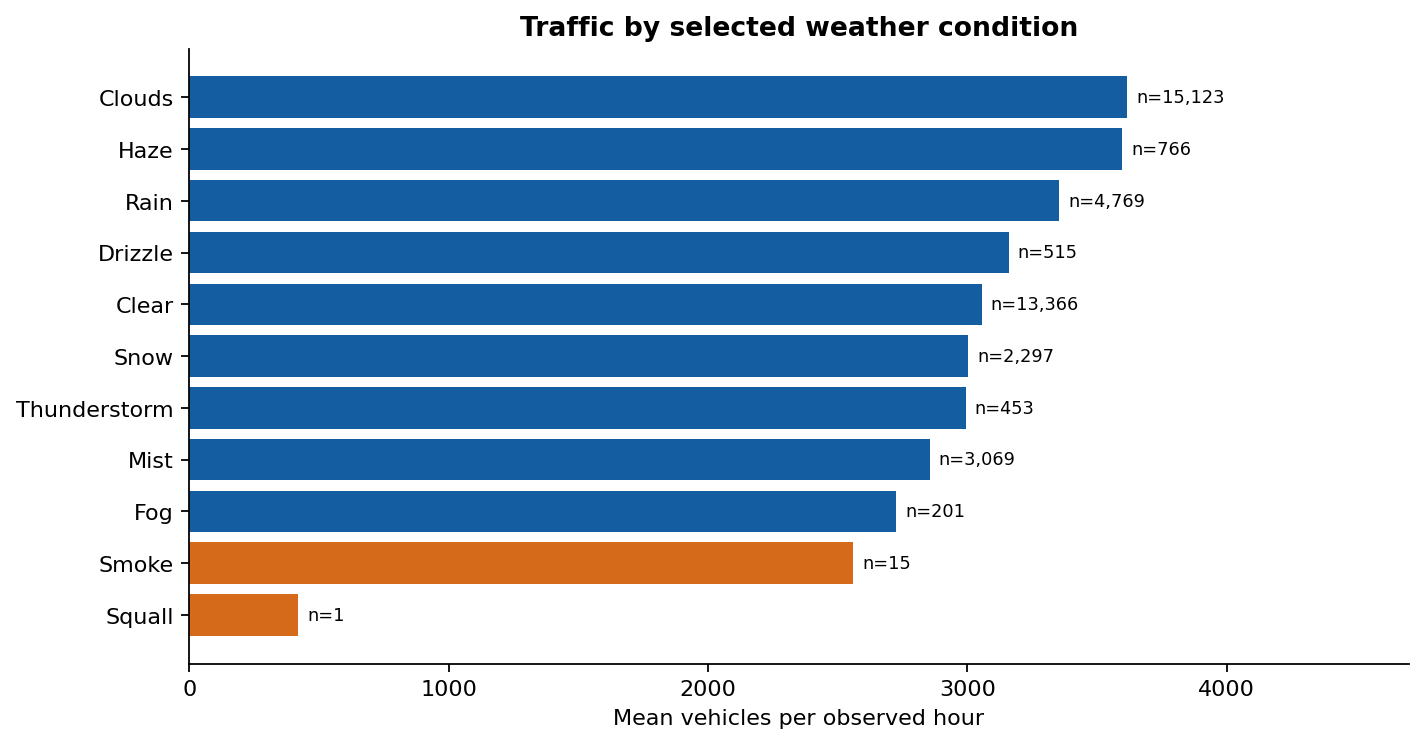 Traffic by selected weather condition
Clouds n=15,123
Haze n=766
Rain n=4,769
Drizzle n=515
Clear n=13,366
Snow n=2,297
Thunderstorm n=453
Mist n=3,069
Fog n=201
Smoke n=15
Squall n=1
0 1000 2000 3000 4000
Mean vehicles per observed hour